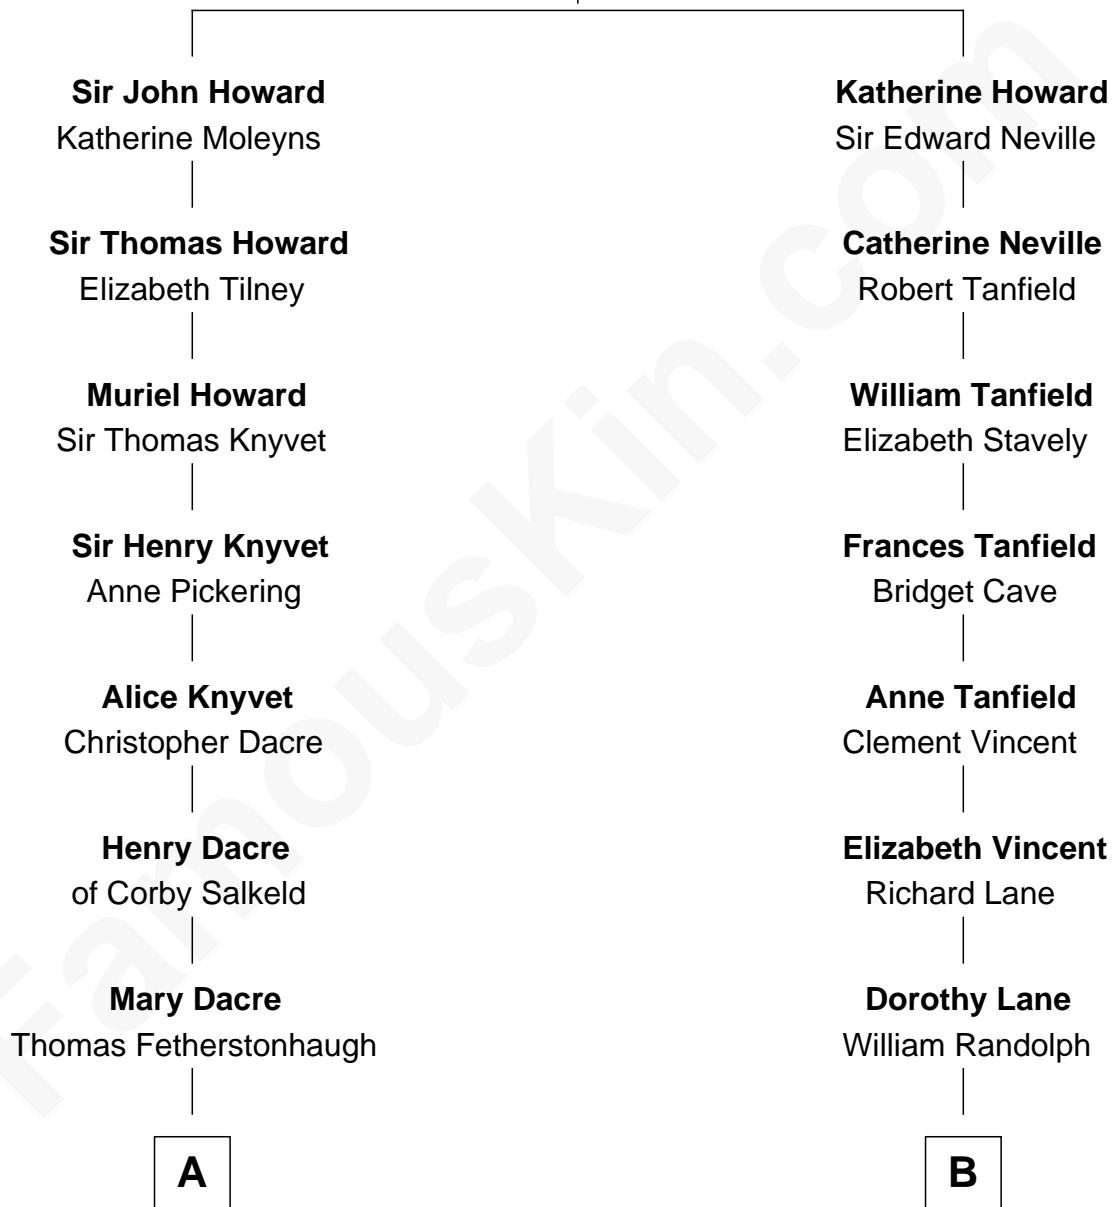 Sir John Howard
Katherine Moleyns
Sir Thomas Howard
Elizabeth Tilney
Muriel Howard
Sir Thomas Knyvet
Sir Henry Knyvet
Anne Pickering
Alice Knyvet
Christopher Dacre
Henry Dacre
of Corby Salkeld
Mary Dacre
Thomas Fetherstonhaugh
A
Katherine Howard
Sir Edward Neville
Catherine Neville
Robert Tanfield
William Tanfield
Elizabeth Stavely
Frances Tanfield
Bridget Cave
Anne Tanfield
Clement Vincent
Elizabeth Vincent
Richard Lane
Dorothy Lane
William Randolph
B
FamousKin.com